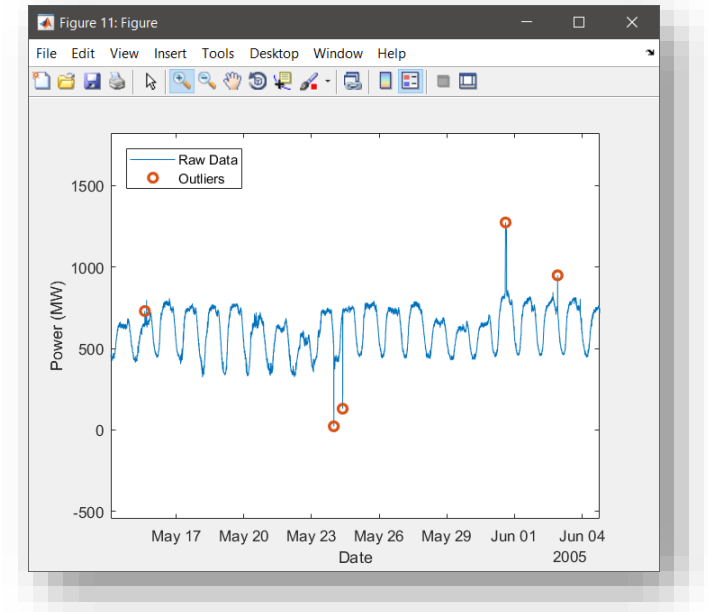 Figure 11: Figure
File Edit View Insert Tools Desktop Window Help
Raw Data
Outliers
1500
1000
500
0
-500
Power (MW)
May 17 May 20 May 23 May 26 May 29 Jun 01 Jun 04
Date
2005